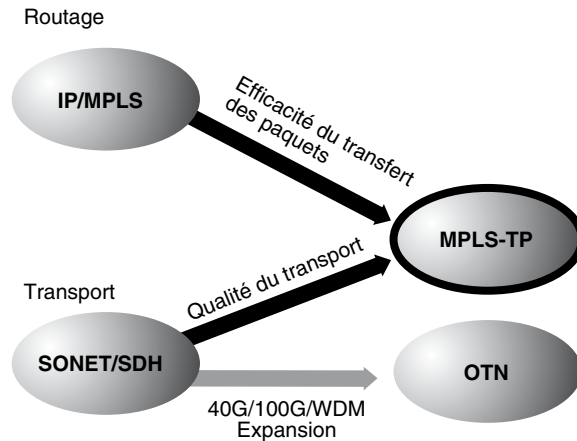 Routage
IP/MPLS
Efficacité du transfert
des paquets
MPLS-TP
Qualité du transport
Transport
SONET/SDH
OTN
40G/100G/WDM
Expansion